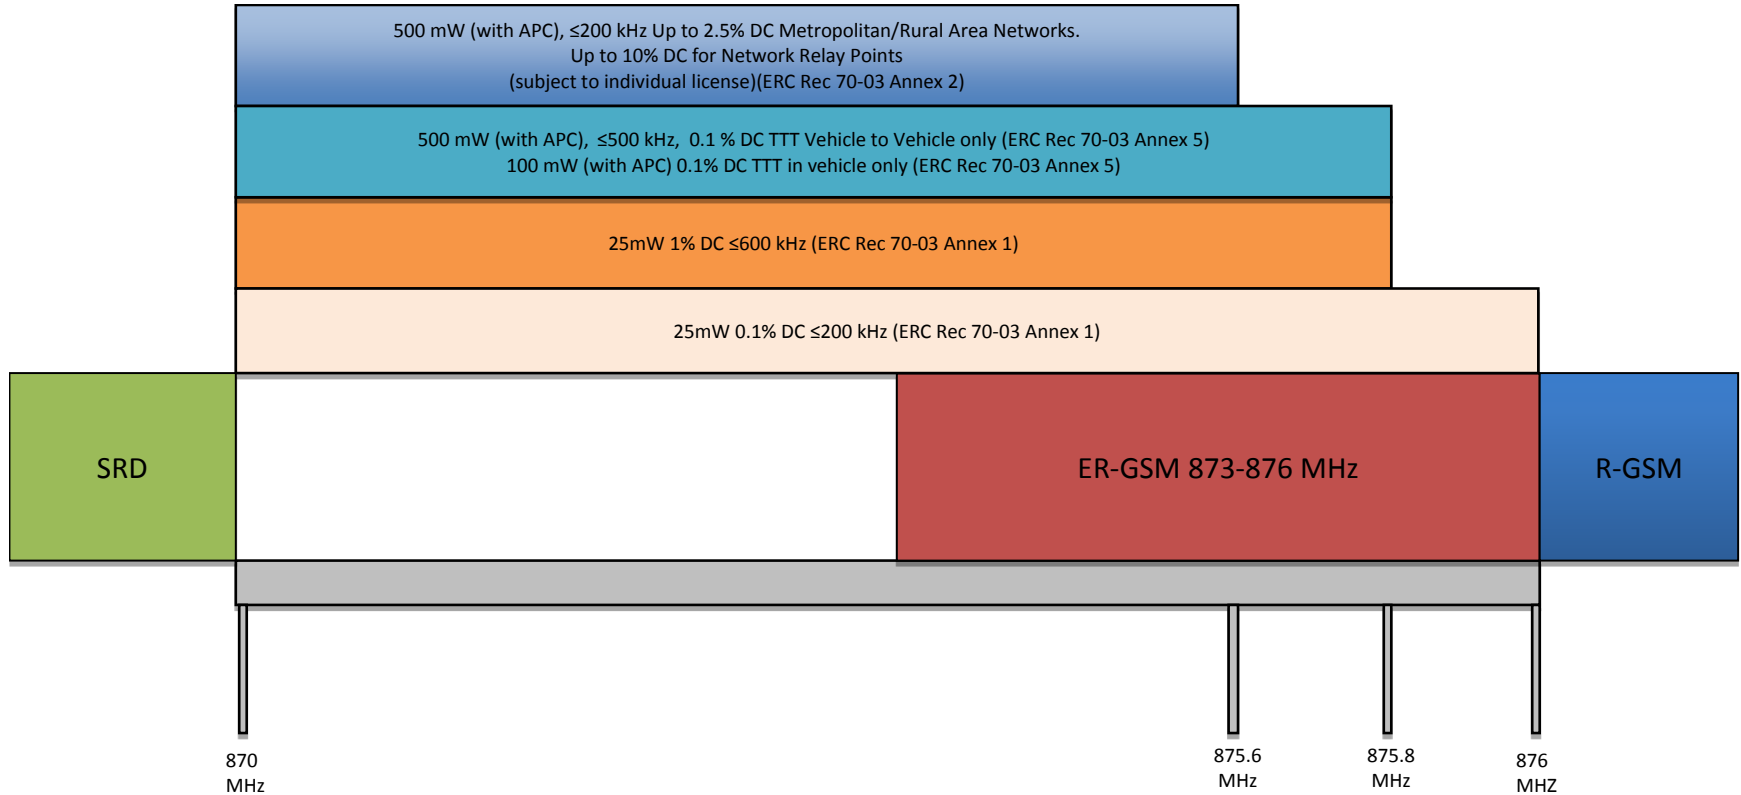 500 mW (with APC), ≤200 kHz Up to 2.5% DC Metropolitan/Rural Area Networks.
Up to 10% DC for Network Relay Points
(subject to individual license)(ERC Rec 70-03 Annex 2)
500 mW (with APC), ≤500 kHz, 0.1 % DC TTT Vehicle to Vehicle only (ERC Rec 70-03 Annex 5)
100 mW (with APC) 0.1% DC TTT in vehicle only (ERC Rec 70-03 Annex 5)
25mW 1% DC ≤600 kHz (ERC Rec 70-03 Annex 1)
25mW 0.1% DC ≤200 kHz (ERC Rec 70-03 Annex 1)
SRD
ER-GSM 873-876 MHz
R-GSM
870
MHz
875.6
MHz
875.8
MHz
876
MHZ